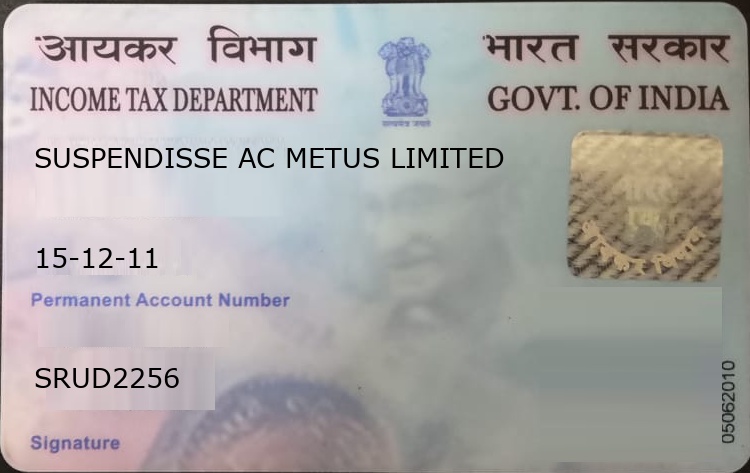 आयकर विभाग भारत सरकार
INCOME TAX DEPARTMENT GOVT. OF INDIA
सत्यमेव जयते
SUSPENDISSE AC METUS LIMITED
15-12-11
Permanent Account Number
SRUD2256
Signature
05062010